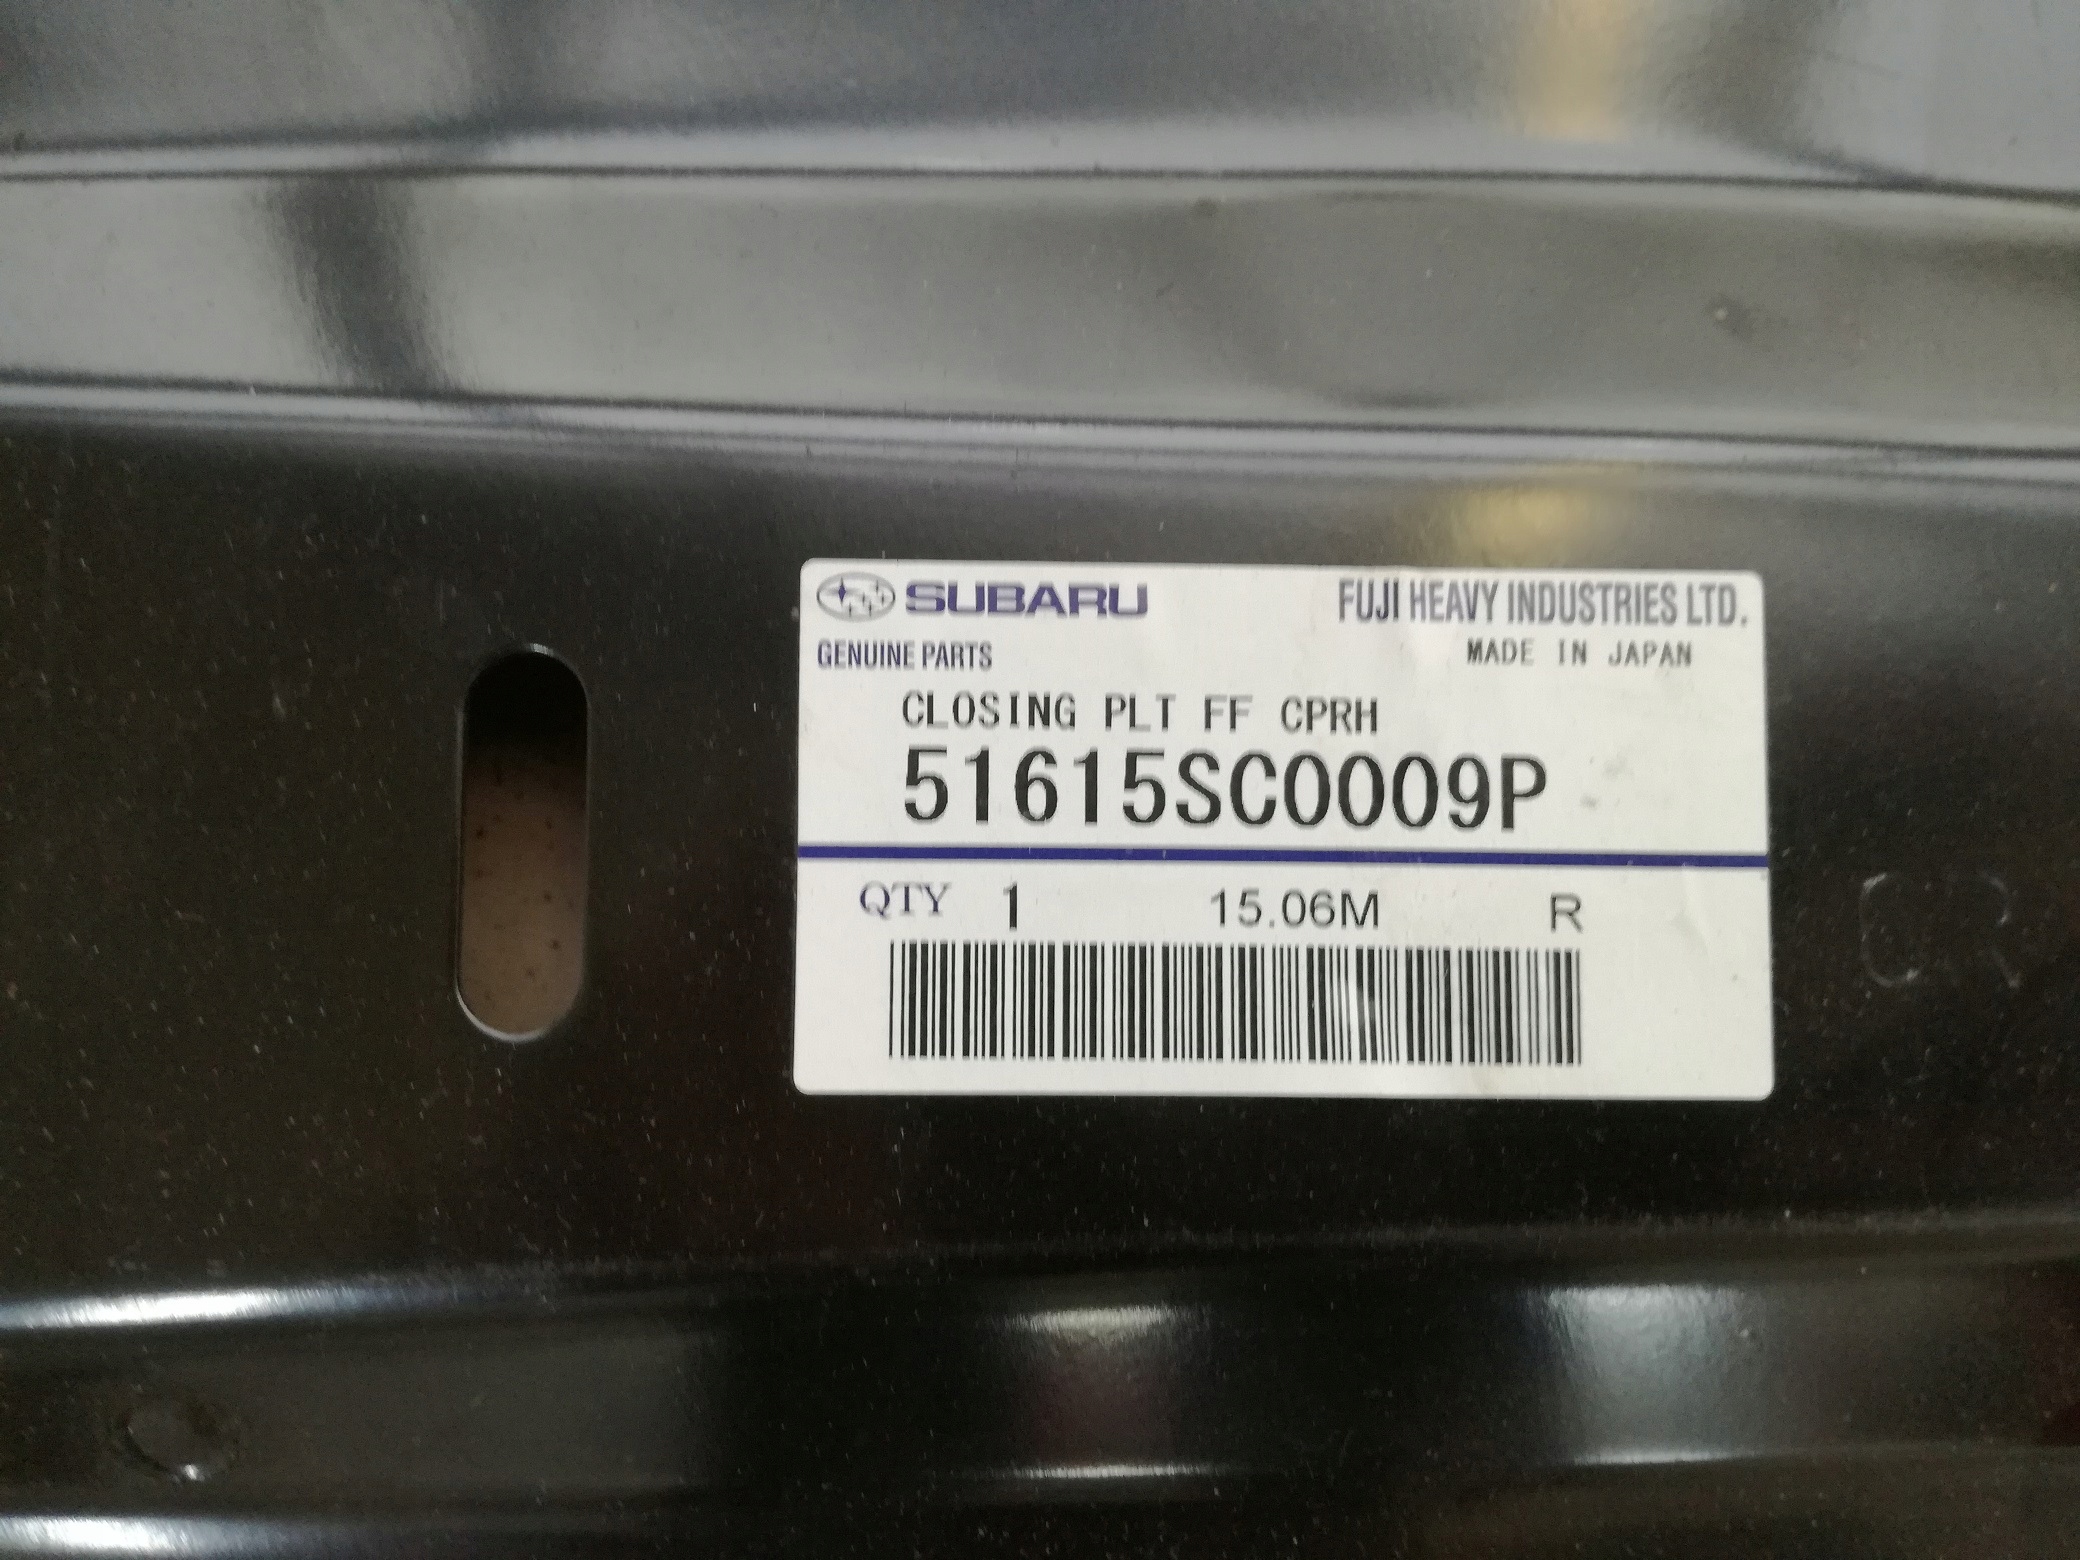 SUBARU
FUJI HEAVY INDUSTRIES LTD.
GENUINE PARTS
MADE IN JAPAN
CLOSING PLT FF CPRH
51615SC0009P
QTY 1 15.06M R
CR